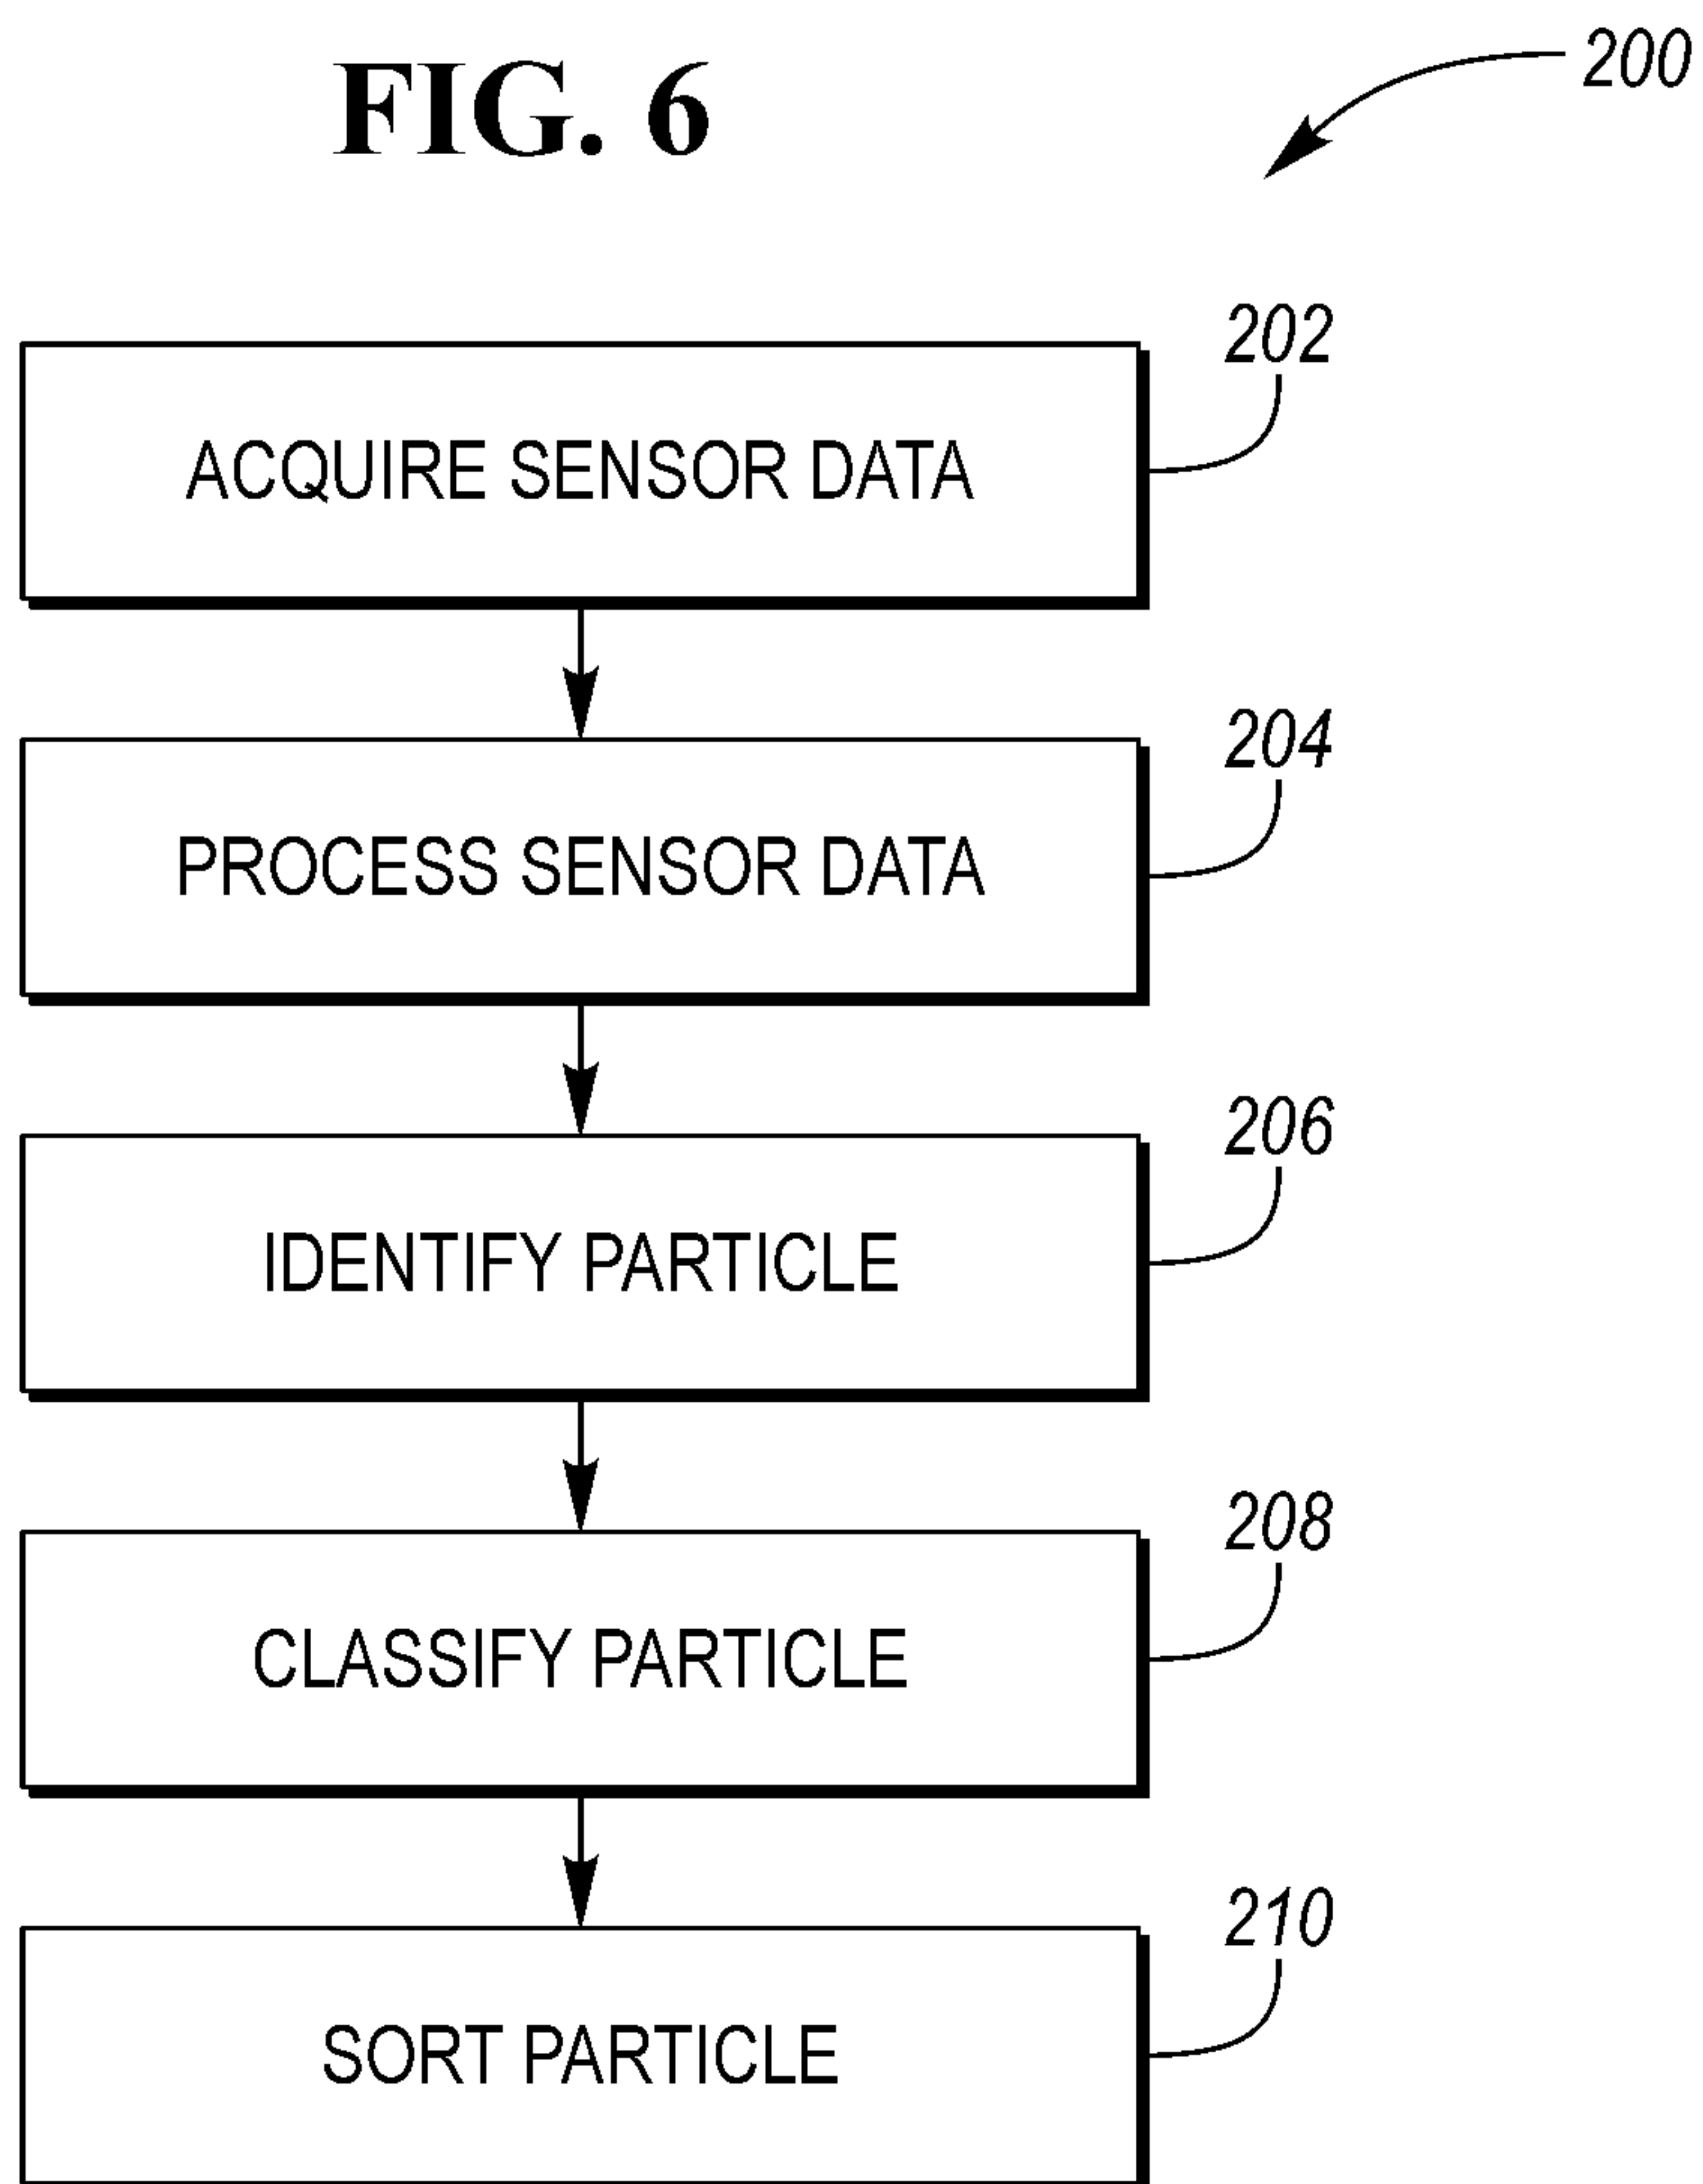 FIG. 6
200
202
ACQUIRE SENSOR DATA
204
PROCESS SENSOR DATA
206
IDENTIFY PARTICLE
208
CLASSIFY PARTICLE
210
SORT PARTICLE